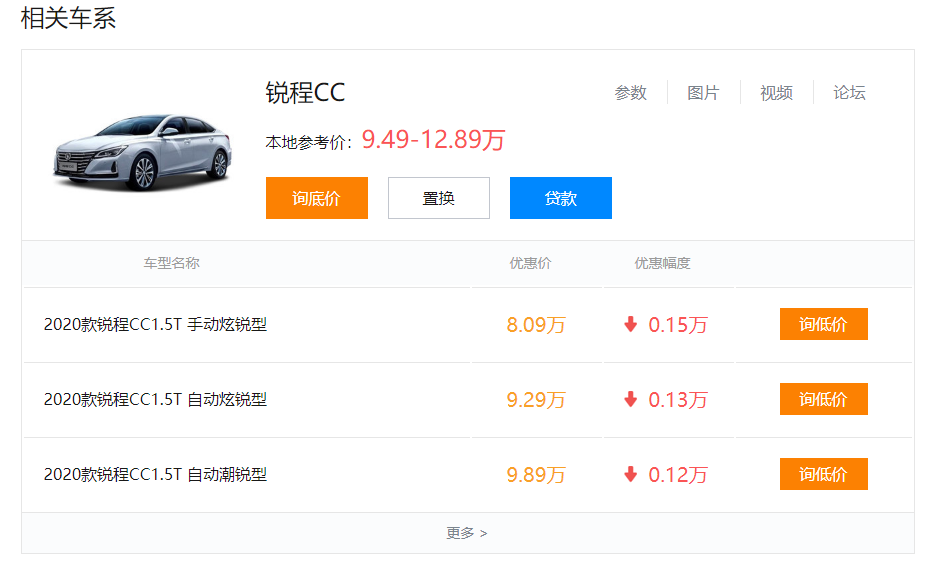 相关车系
锐程CC
参数 图片 视频 论坛
本地参考价：9.49-12.89万
询底价 置换 贷款
车型名称 优惠价 优惠幅度
2020款锐程CC1.5T 手动炫锐型 8.09万 0.15万 询低价
2020款锐程CC1.5T 自动炫锐型 9.29万 0.13万 询低价
2020款锐程CC1.5T 自动潮锐型 9.89万 0.12万 询低价
更多 >